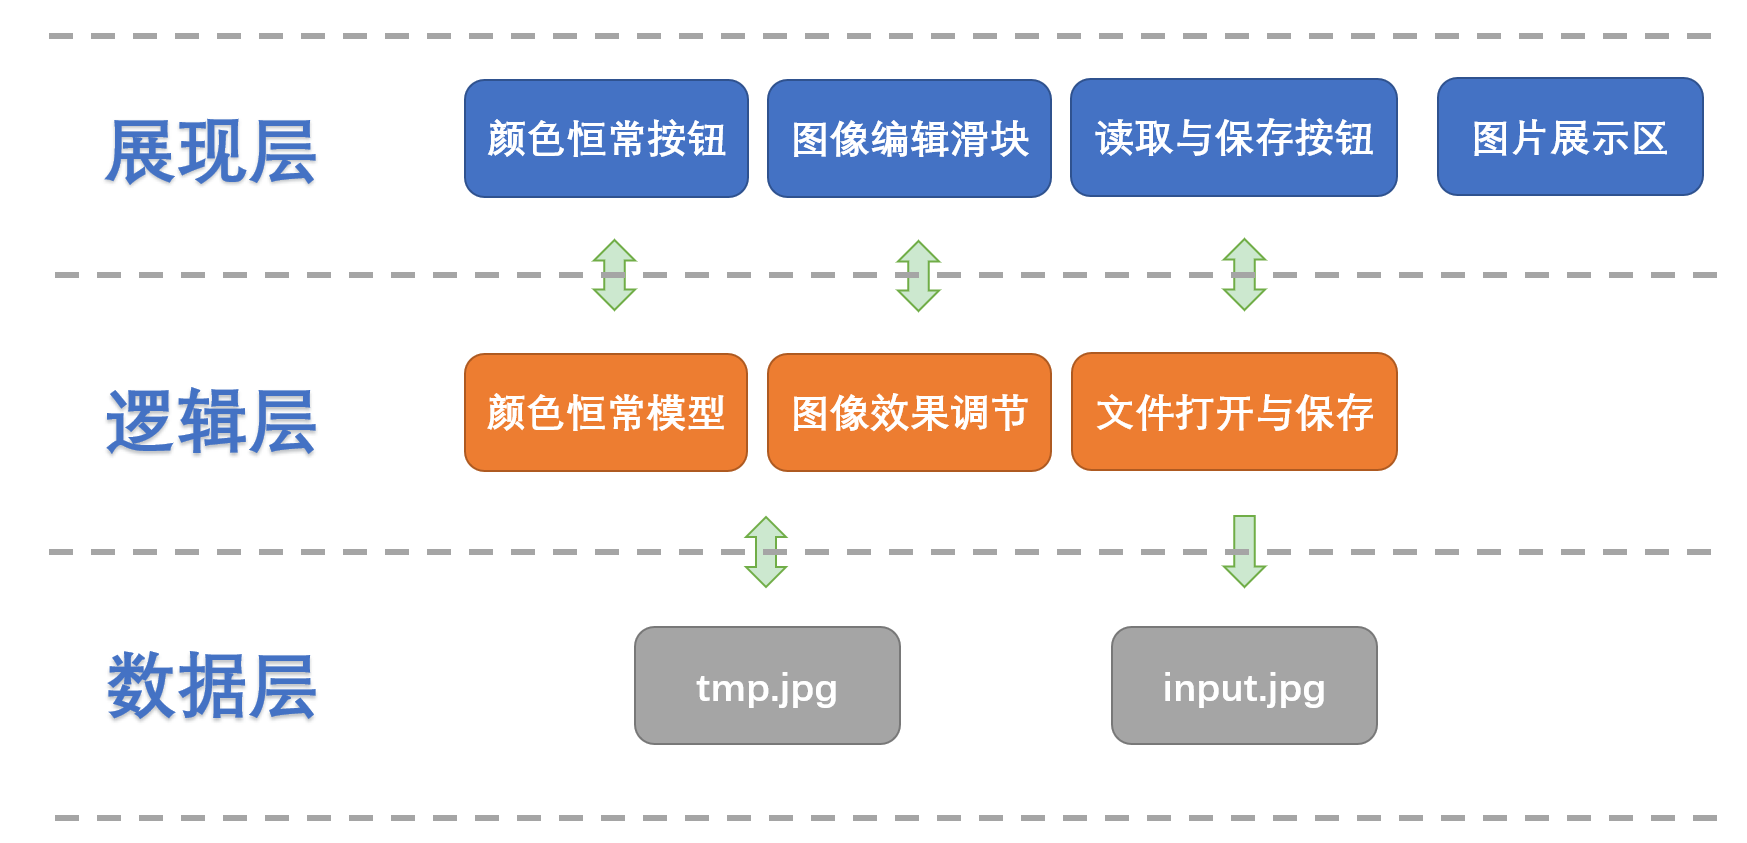 展现层
颜色恒常按钮
图像编辑滑块
读取与保存按钮
图片展示区
逻辑层
颜色恒常模型
图像效果调节
文件打开与保存
数据层
tmp.jpg
input.jpg